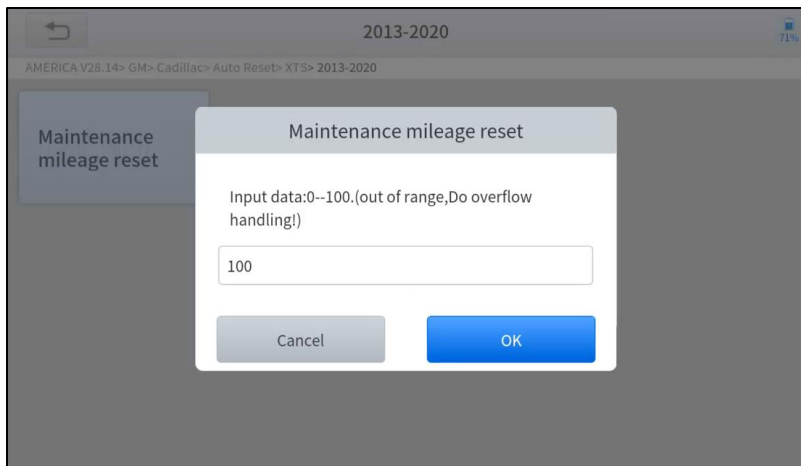 2013-2020
71%
AMERICA V28.14> GM> Cadillac> Auto Reset> XTS> 2013-2020
Maintenance
mileage reset
Maintenance mileage reset
Input data:0--100.(out of range,Do overflow
handling!)
100
Cancel
OK